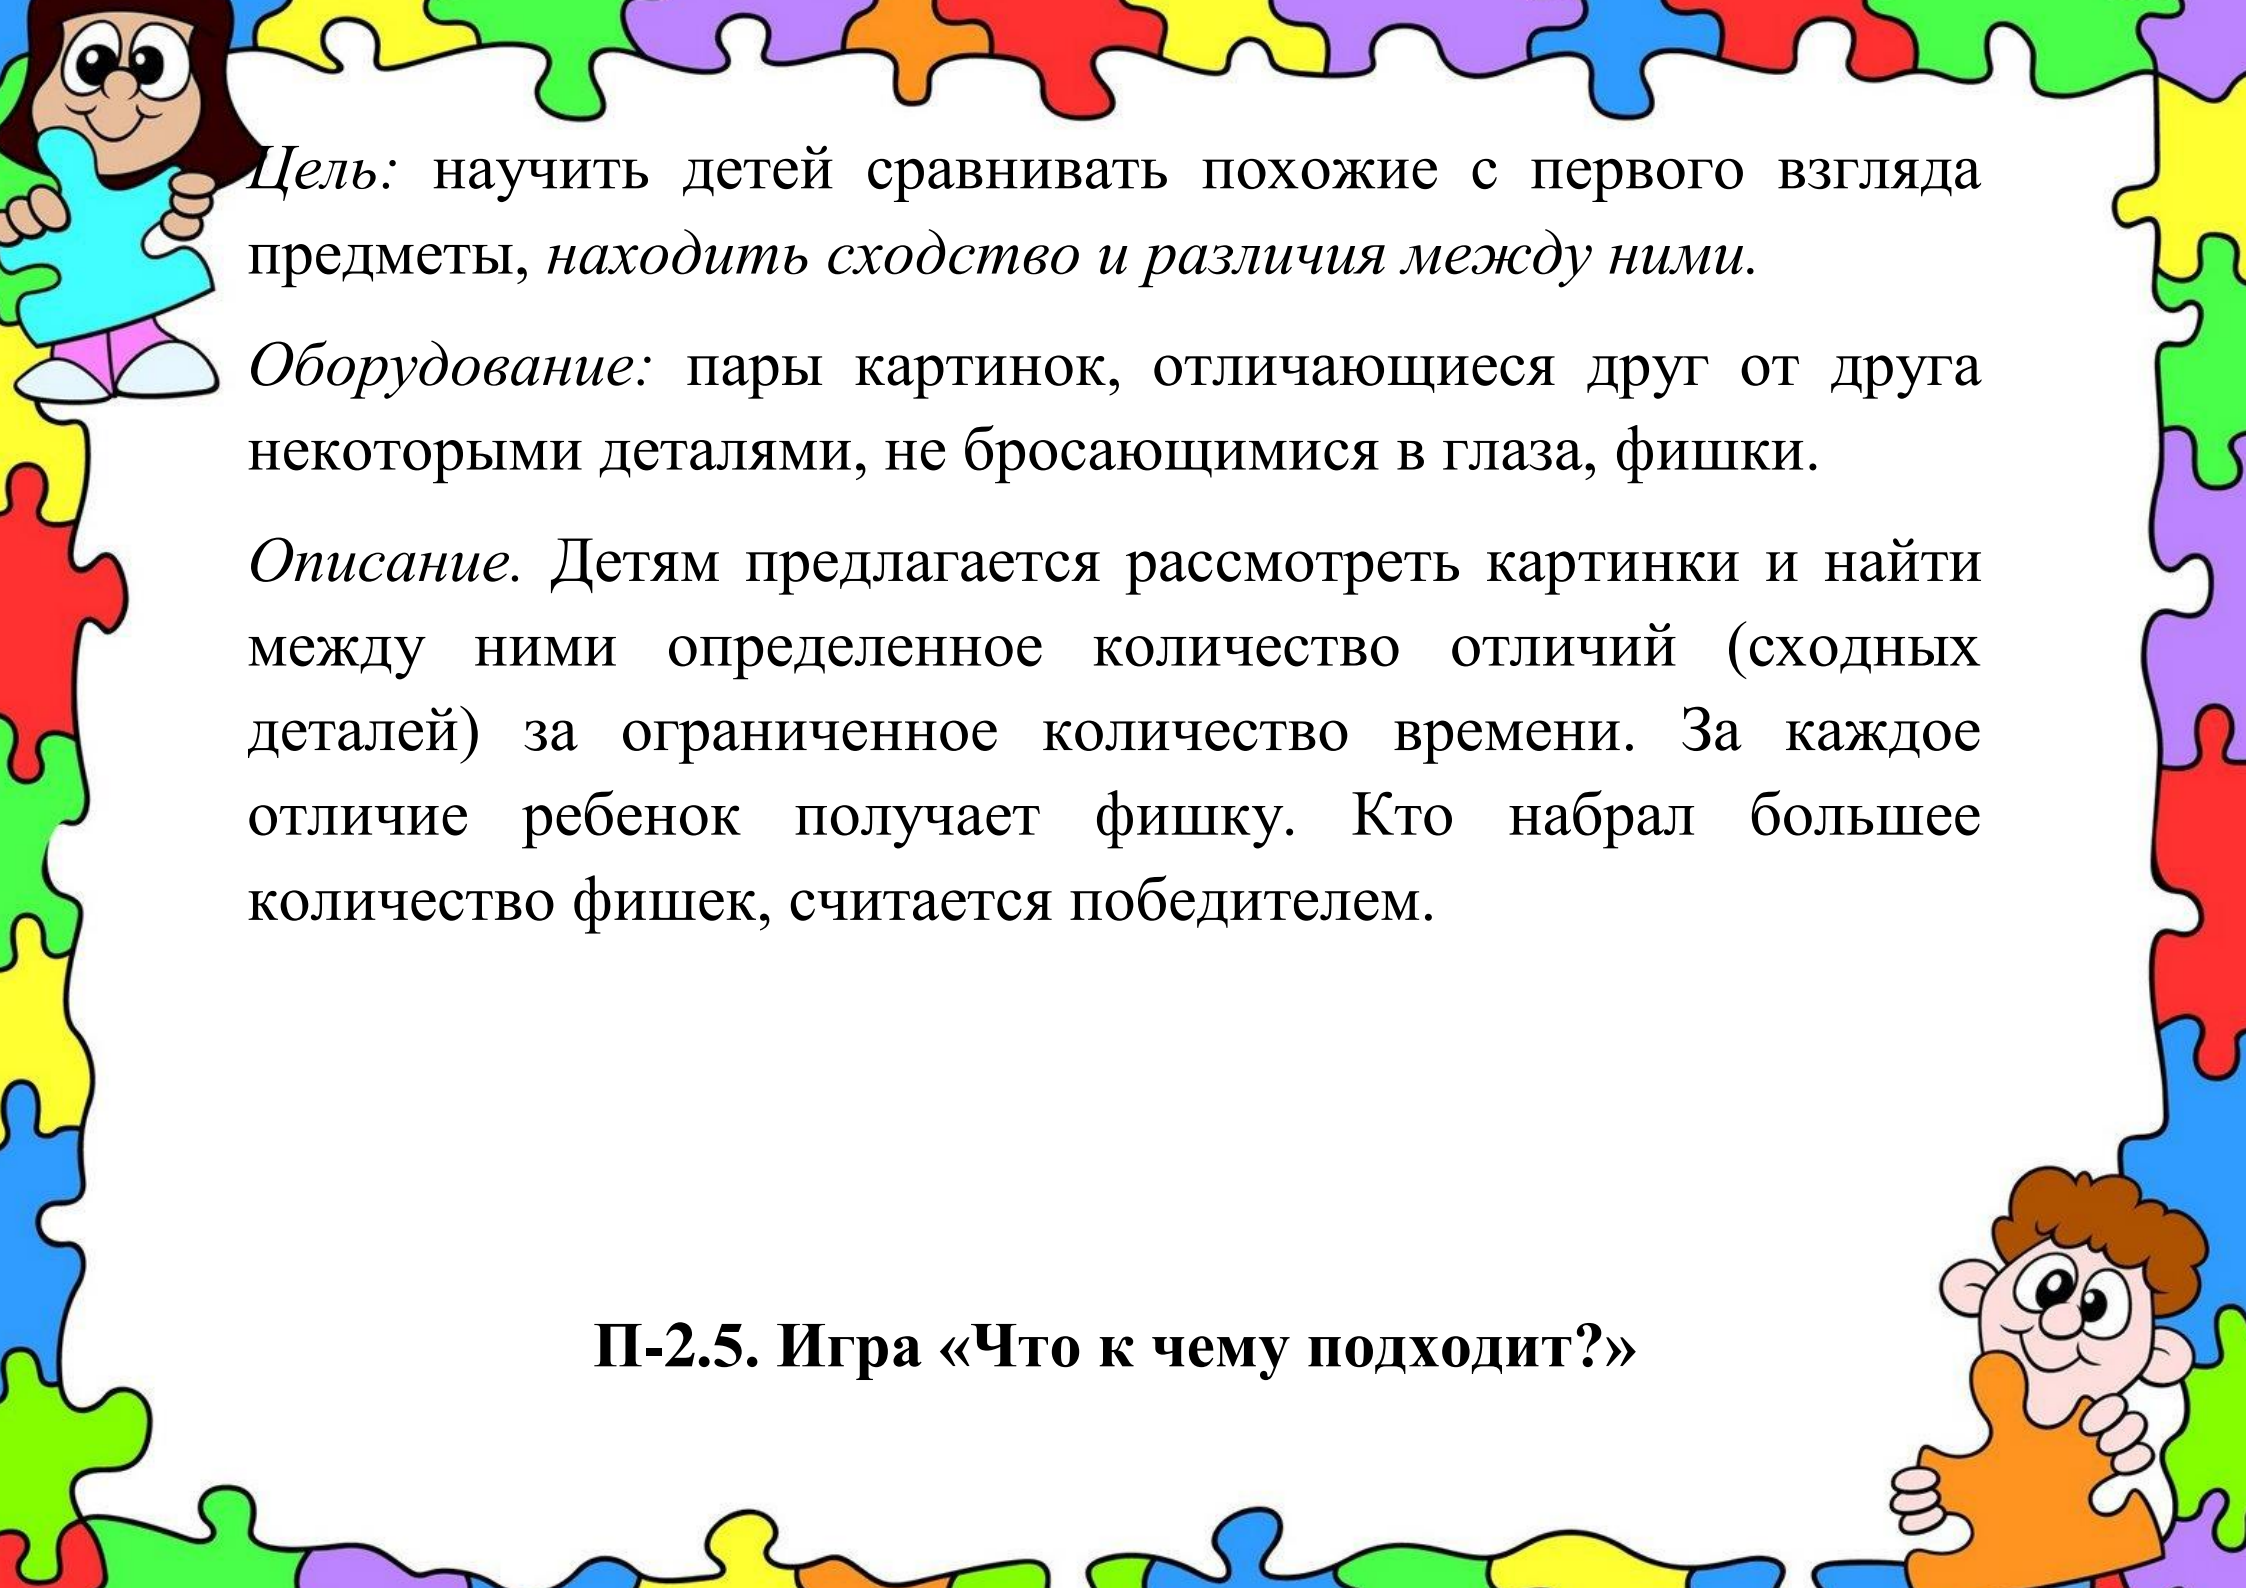 Цель: научить детей сравнивать похожие с первого взгляда
предметы, находить сходство и различия между ними.
Оборудование: пары картинок, отличающиеся друг от друга
некоторыми деталями, не бросающимися в глаза, фишки.
Описание. Детям предлагается рассмотреть картинки и найти
между ними определенное количество отличий (сходных
деталей) за ограниченное количество времени. За каждое
отличие ребенок получает фишку. Кто набрал большее
количество фишек, считается победителем.
П-2.5. Игра «Что к чему подходит?»